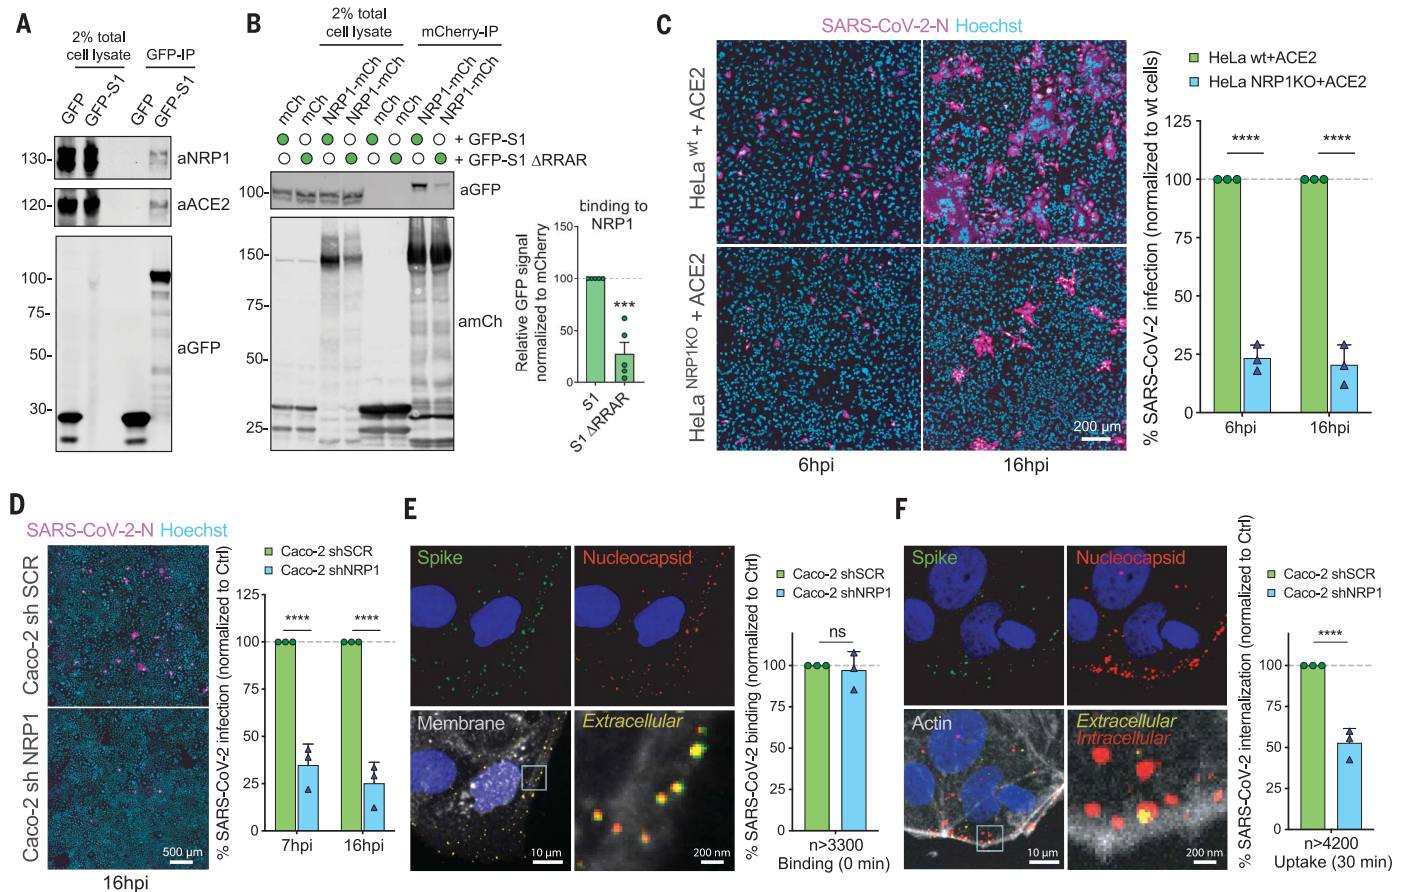 A
2% total
cell lysate
GFP-IP
GFP
GFP-S1
GFP
GFP-S1
130-
aNRP1
120-
aACE2
100-
75-
50-
30-
aGFP
B
2% total
cell lysate
mCherry-IP
mCh
mCh
NRP1-mCh
NRP1-mCh
mCh
mCh
NRP1-mCh
NRP1-mCh
+ GFP-S1
+ GFP-S1 ΔRRAR
100-
aGFP
150-
75-
50-
25-
amCh
binding to
NRP1
Relative GFP signal
normalized to mCherry
150
100
50
0
***
S1
S1 ΔRRAR
C
SARS-CoV-2-N Hoechst
HeLa wt + ACE2
HeLa NRP1KO + ACE2
200 µm
6hpi
16hpi
HeLa wt+ACE2
HeLa NRP1KO+ACE2
% SARS-CoV-2 infection (normalized to wt cells)
125
100
75
50
25
0
****
****
6hpi
16hpi
D
SARS-CoV-2-N Hoechst
Caco-2 sh SCR
Caco-2 sh NRP1
500 µm
16hpi
Caco-2 shSCR
Caco-2 shNRP1
% SARS-CoV-2 infection (normalized to Ctrl)
125
100
75
50
25
0
****
****
7hpi
16hpi
E
Spike
Nucleocapsid
Membrane
Extracellular
10 µm
200 nm
Caco-2 shSCR
Caco-2 shNRP1
% SARS-CoV-2 binding (normalized to Ctrl)
100
75
50
25
0
ns
n>3300
Binding (0 min)
F
Spike
Nucleocapsid
Actin
Extracellular
Intracellular
10 µm
200 nm
Caco-2 shSCR
Caco-2 shNRP1
% SARS-CoV-2 internalization (normalized to Ctrl)
100
75
50
25
0
****
n>4200
Uptake (30 min)